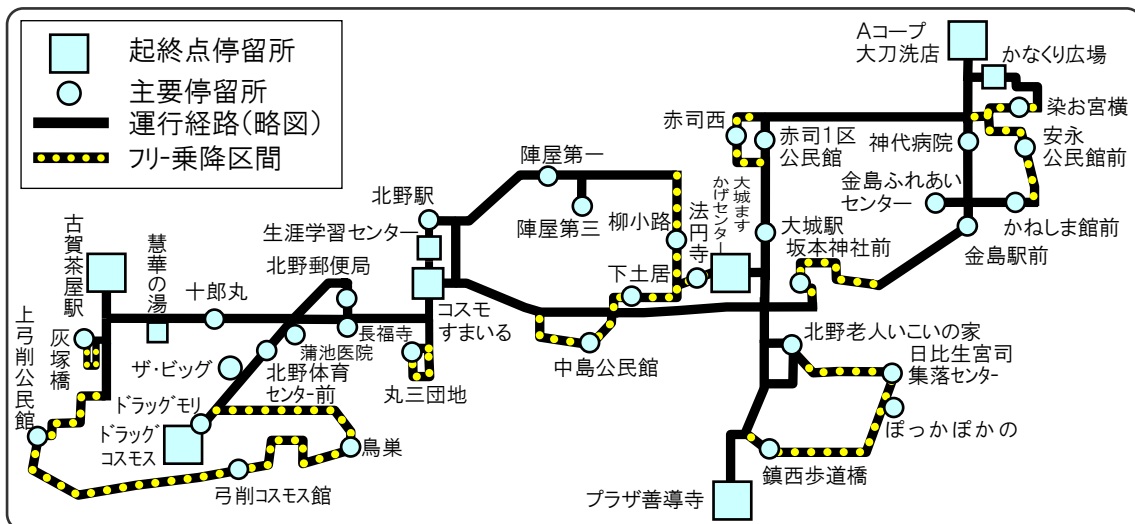 起終点停留所
主要停留所
運行経路(略図)
フリー乗降区間
Aコープ
大刀洗店
かなくり広場
染お宮横
赤司西
赤司1区
公民館
神代病院
安永
公民館前
陣屋第一
北野駅
大城ます
かげセンター
金島ふれあい
センター
生涯学習センター
陣屋第三
柳小路
法円寺
大城駅
かねしま館前
古賀茶屋駅
慧華の湯
北野郵便局
坂本神社前
金島駅前
十郎丸
下土居
上弓削公民館
灰塚橋
長福寺
コスモ
すまいる
蒲池医院
北野老人いこいの家
ザ・ビッグ
北野体育
センター前
丸三団地
中島公民館
日比生宮司
集落センター
ドラッグモリ
ドラッグ
コスモス
鳥巣
ぽっかぽかの
弓削コスモス館
鎮西歩道橋
プラザ善導寺